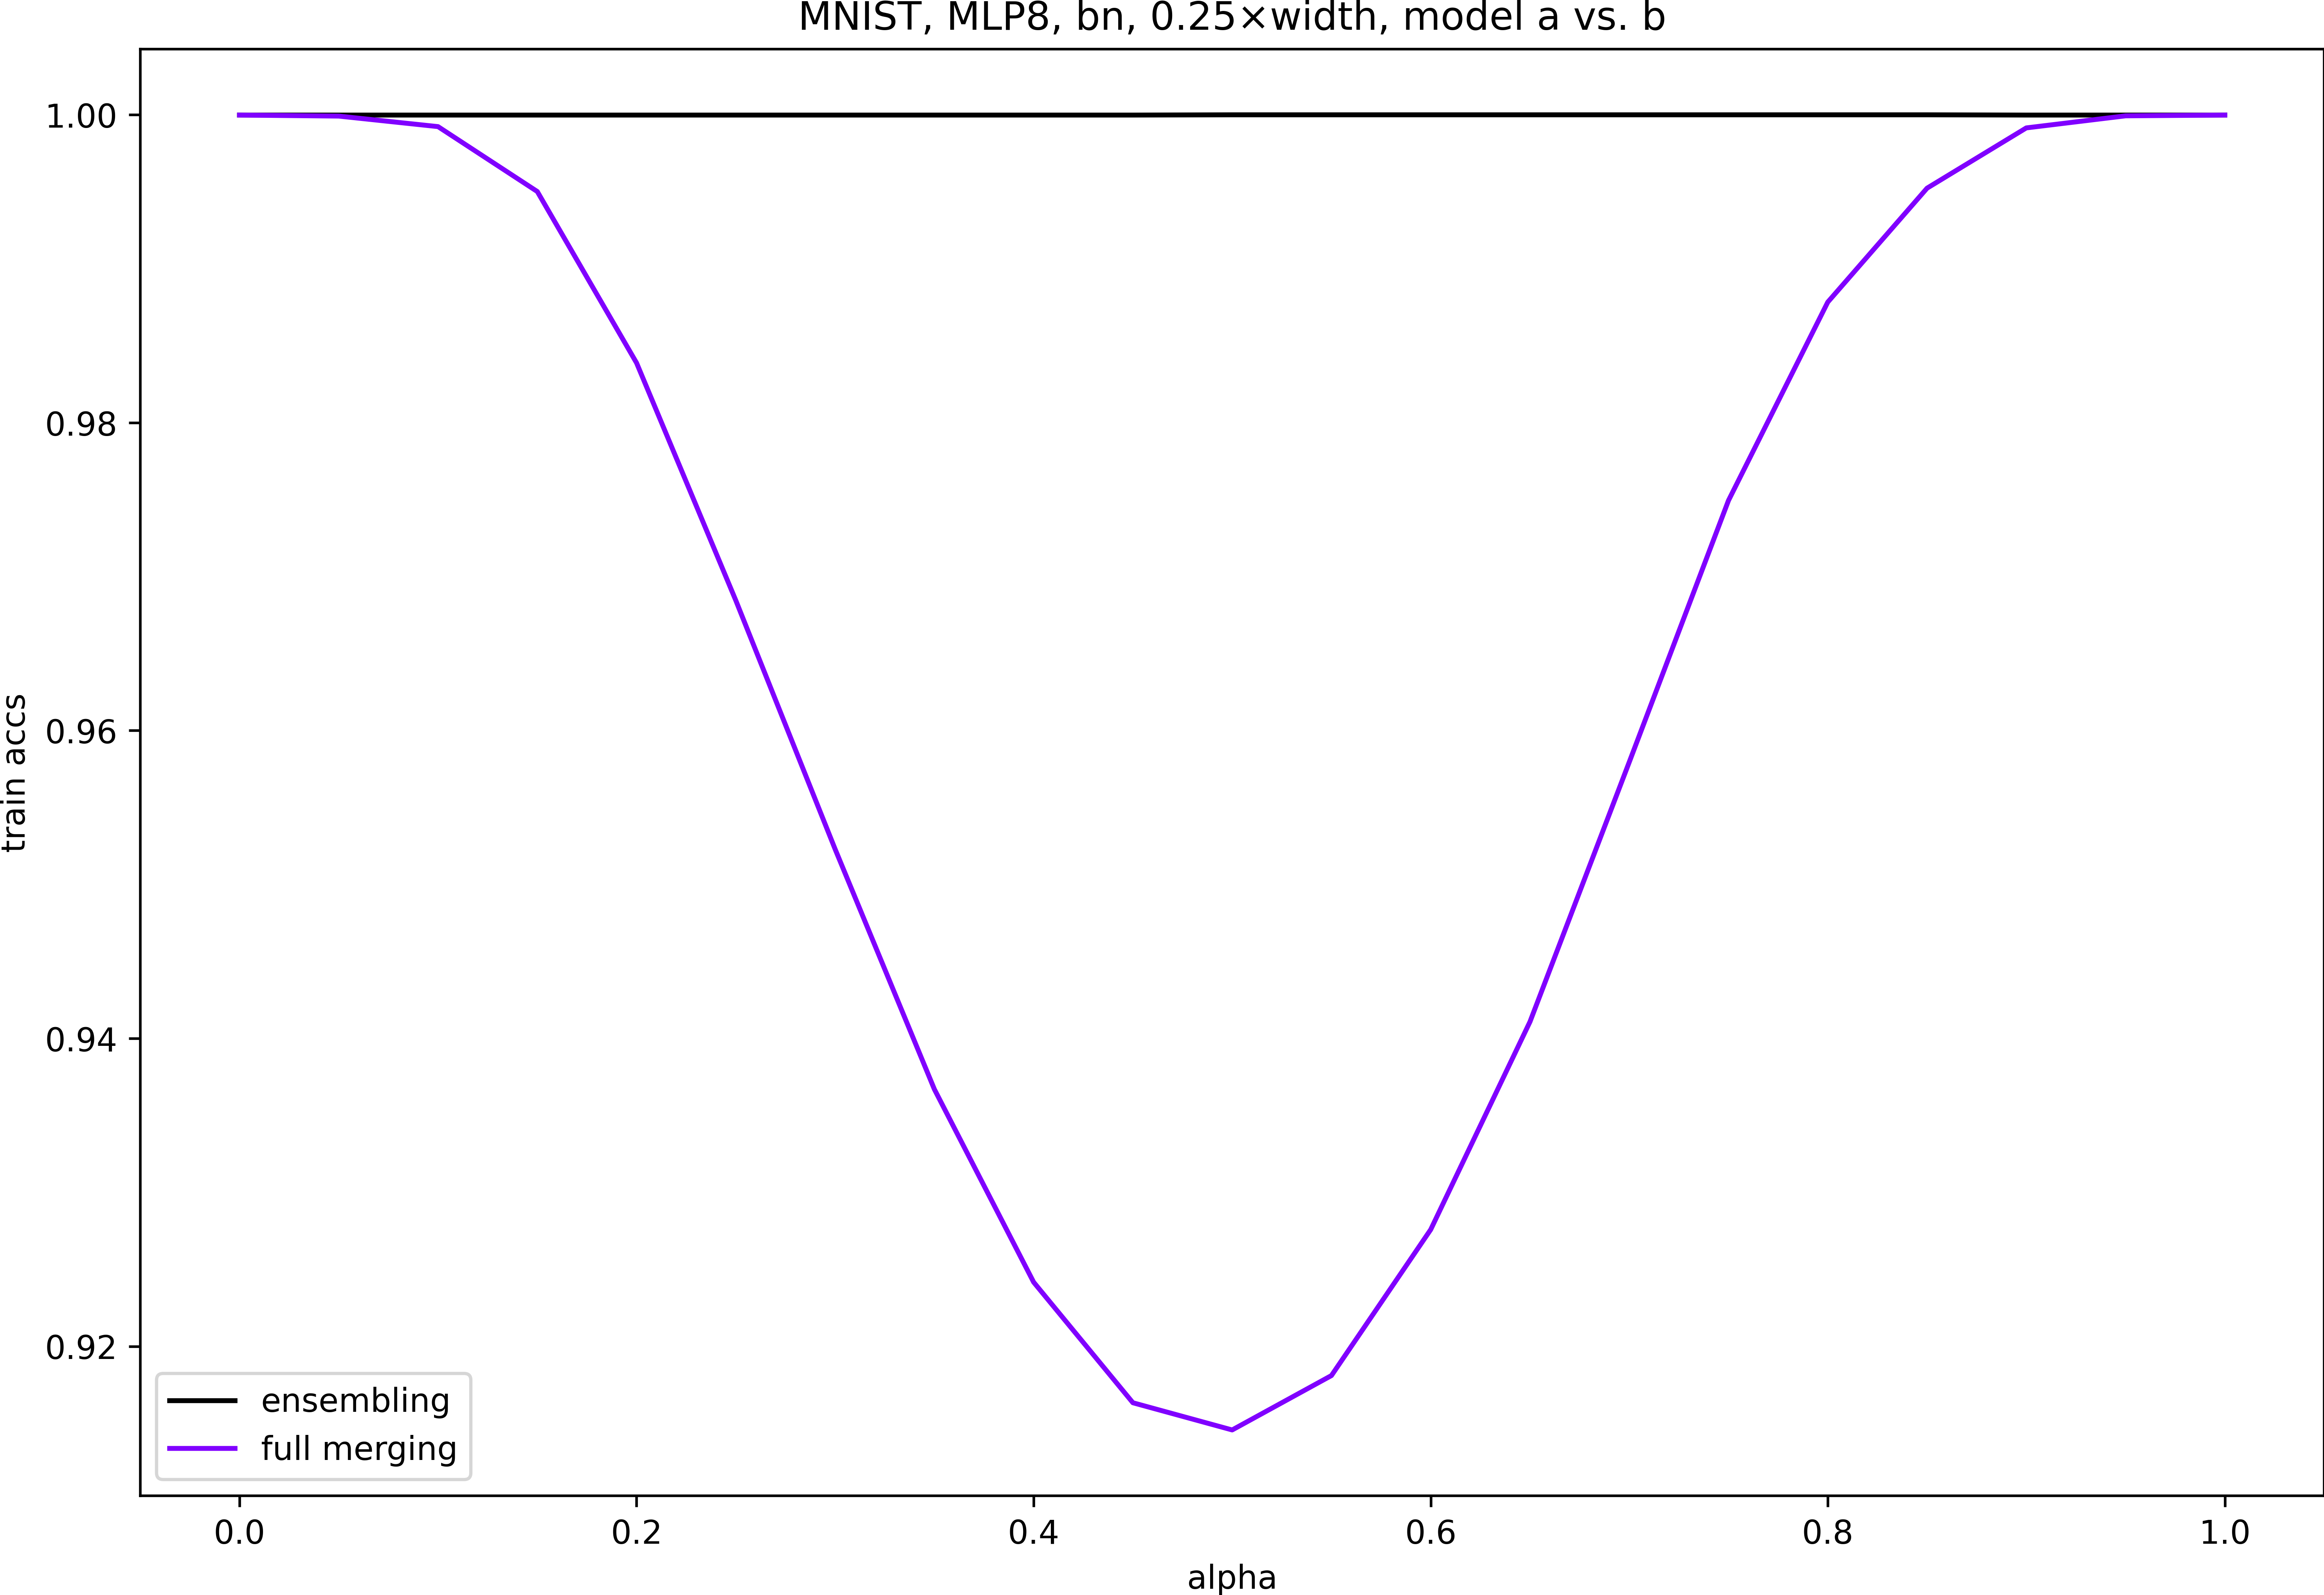 MNIST, MLP8, bn, 0.25×width, model a vs. b
train accs
1.00
0.98
0.96
0.94
0.92
ensembling
full merging
0.0
0.2
0.4
0.6
0.8
1.0
alpha